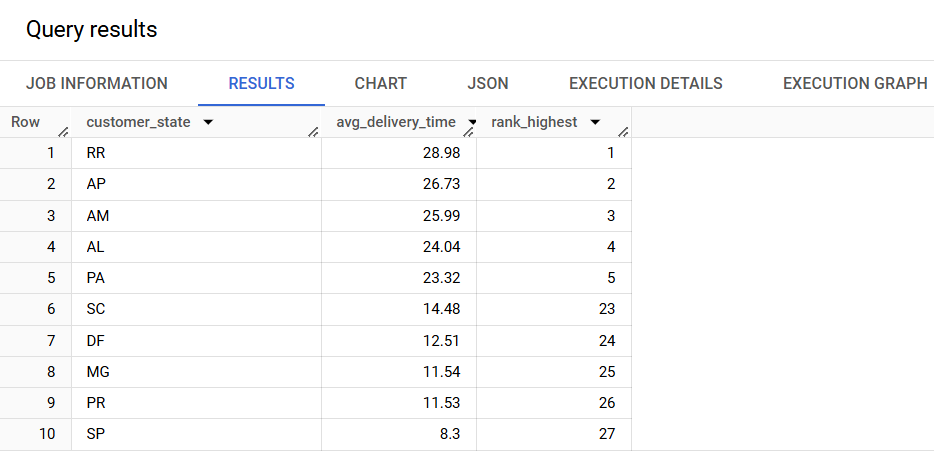 Query results
JOB INFORMATION RESULTS CHART JSON EXECUTION DETAILS EXECUTION GRAPH
Row customer_state avg_delivery_time rank_highest
1 RR 28.98 1
2 AP 26.73 2
3 AM 25.99 3
4 AL 24.04 4
5 PA 23.32 5
6 SC 14.48 23
7 DF 12.51 24
8 MG 11.54 25
9 PR 11.53 26
10 SP 8.3 27